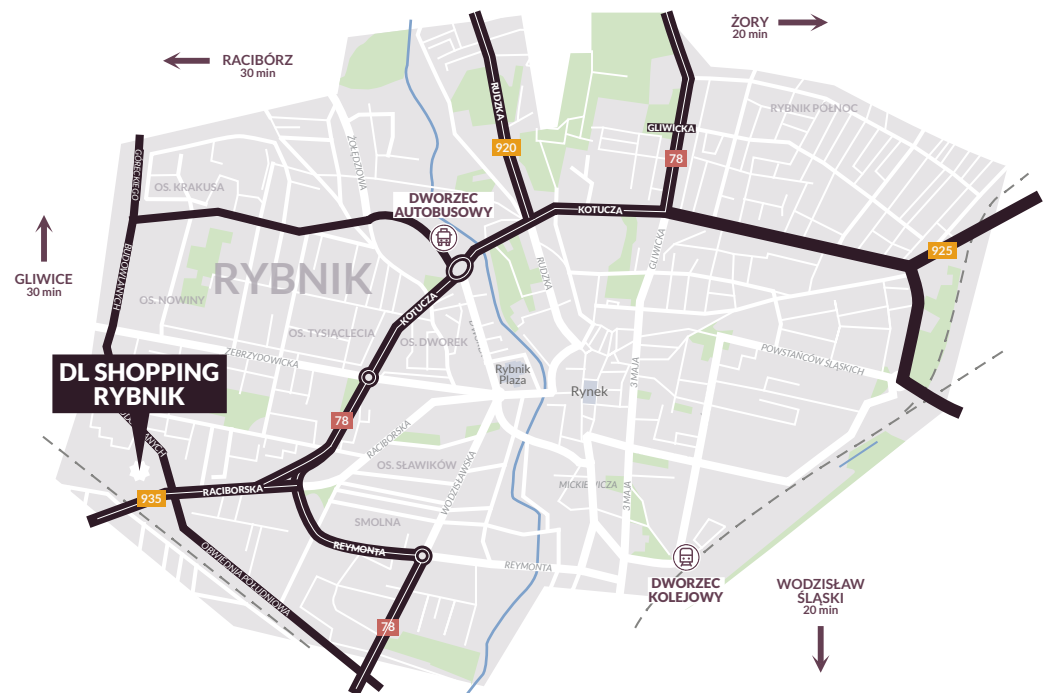 ŻORY
20 min
RACIBÓRZ
30 min
RUDZKA
RYBNIK PÓŁNOC
GLIWICKA
920
78
ŻOŁĘDZIOWA
GÓRECKIEGO
OS. KRAKUSA
DWORZEC
AUTOBUSOWY
KOTUCZA
GLIWICE
30 min
BUDOWLANYCH
RYBNIK
OS. NOWINY
RUDZKA
GLIWICKA
925
KOTUCZA
OS. TYSIĄCLECIA
OS. DWOREK
ZEBRZYDOWICKA
POWSTAŃCÓW ŚLĄSKICH
3 MAJA
DL SHOPPING
RYBNIK
Rybnik
Plaza
Rynek
78
RACIBORSKA
OS. SŁAWIKÓW
WODZISŁAWSKA
MICKIEWICZA
3 MAJA
935
RACIBORSKA
SMOLNA
REYMONTA
REYMONTA
OBWIEDNIA POŁUDNIOWA
DWORZEC
KOLEJOWY
WODZISŁAW
ŚLĄSKI
20 min
78